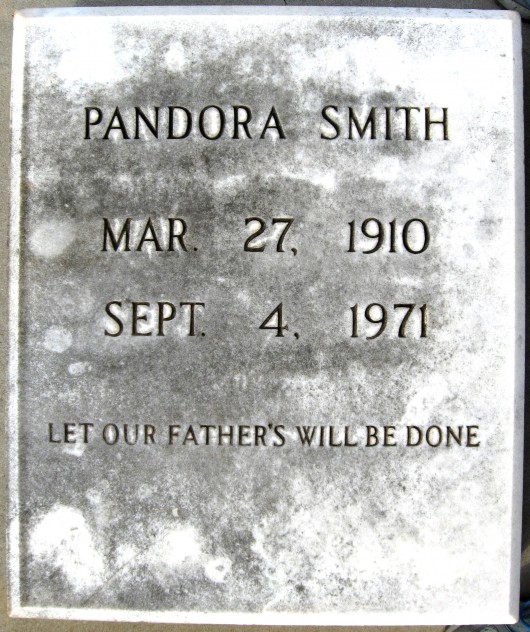 PANDORA SMITH
MAR. 27, 1910
SEPT. 4, 1971
LET OUR FATHER'S WILL BE DONE